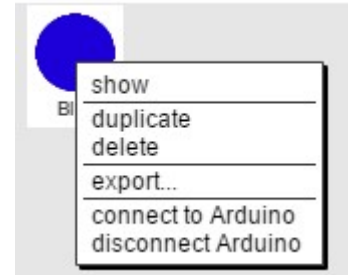 show
duplicate
delete
export...
connect to Arduino
disconnect Arduino